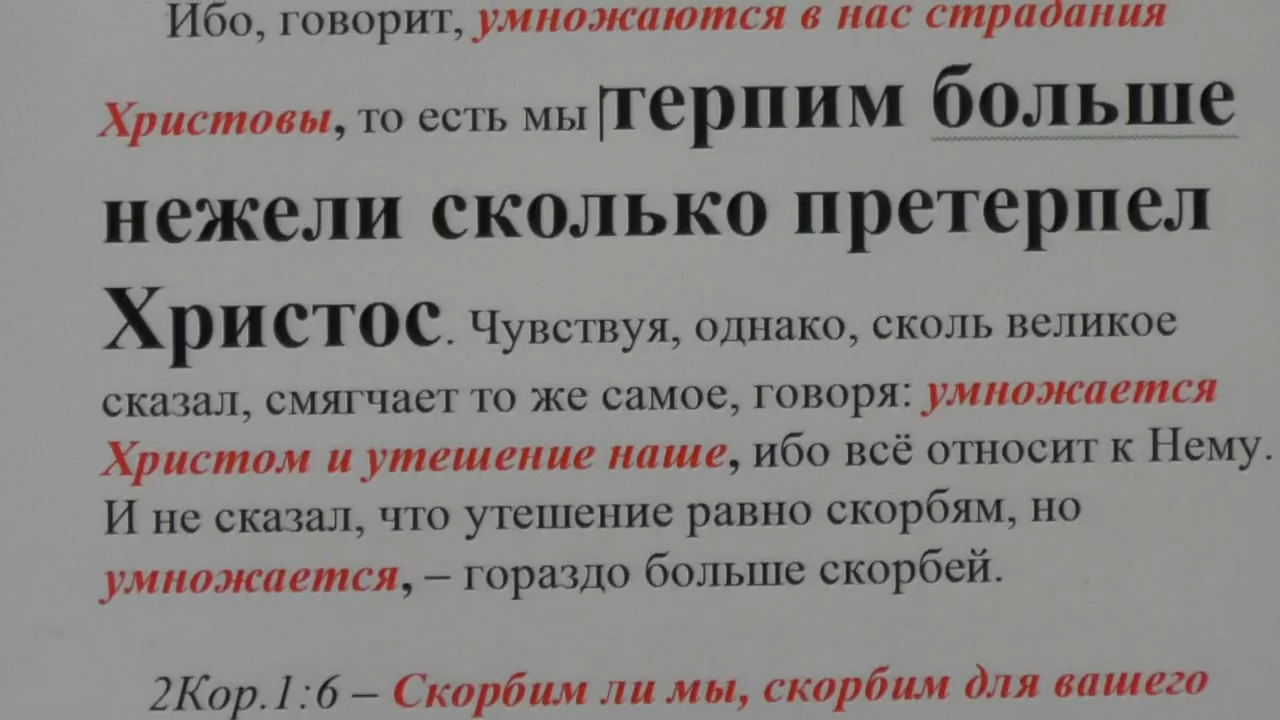 Ибо, говорит, умножаются в нас страдания
Христовы, то есть мы терпим больше
нежели сколько претерпел
Христос. Чувствуя, однако, сколь великое
сказал, смягчает то же самое, говоря: умножается
Христом и утешение наше, ибо всё относит к Нему.
И не сказал, что утешение равно скорбям, но
умножается, – гораздо больше скорбей.
2Кор.1:6 – Скорбим ли мы, скорбим для вашего